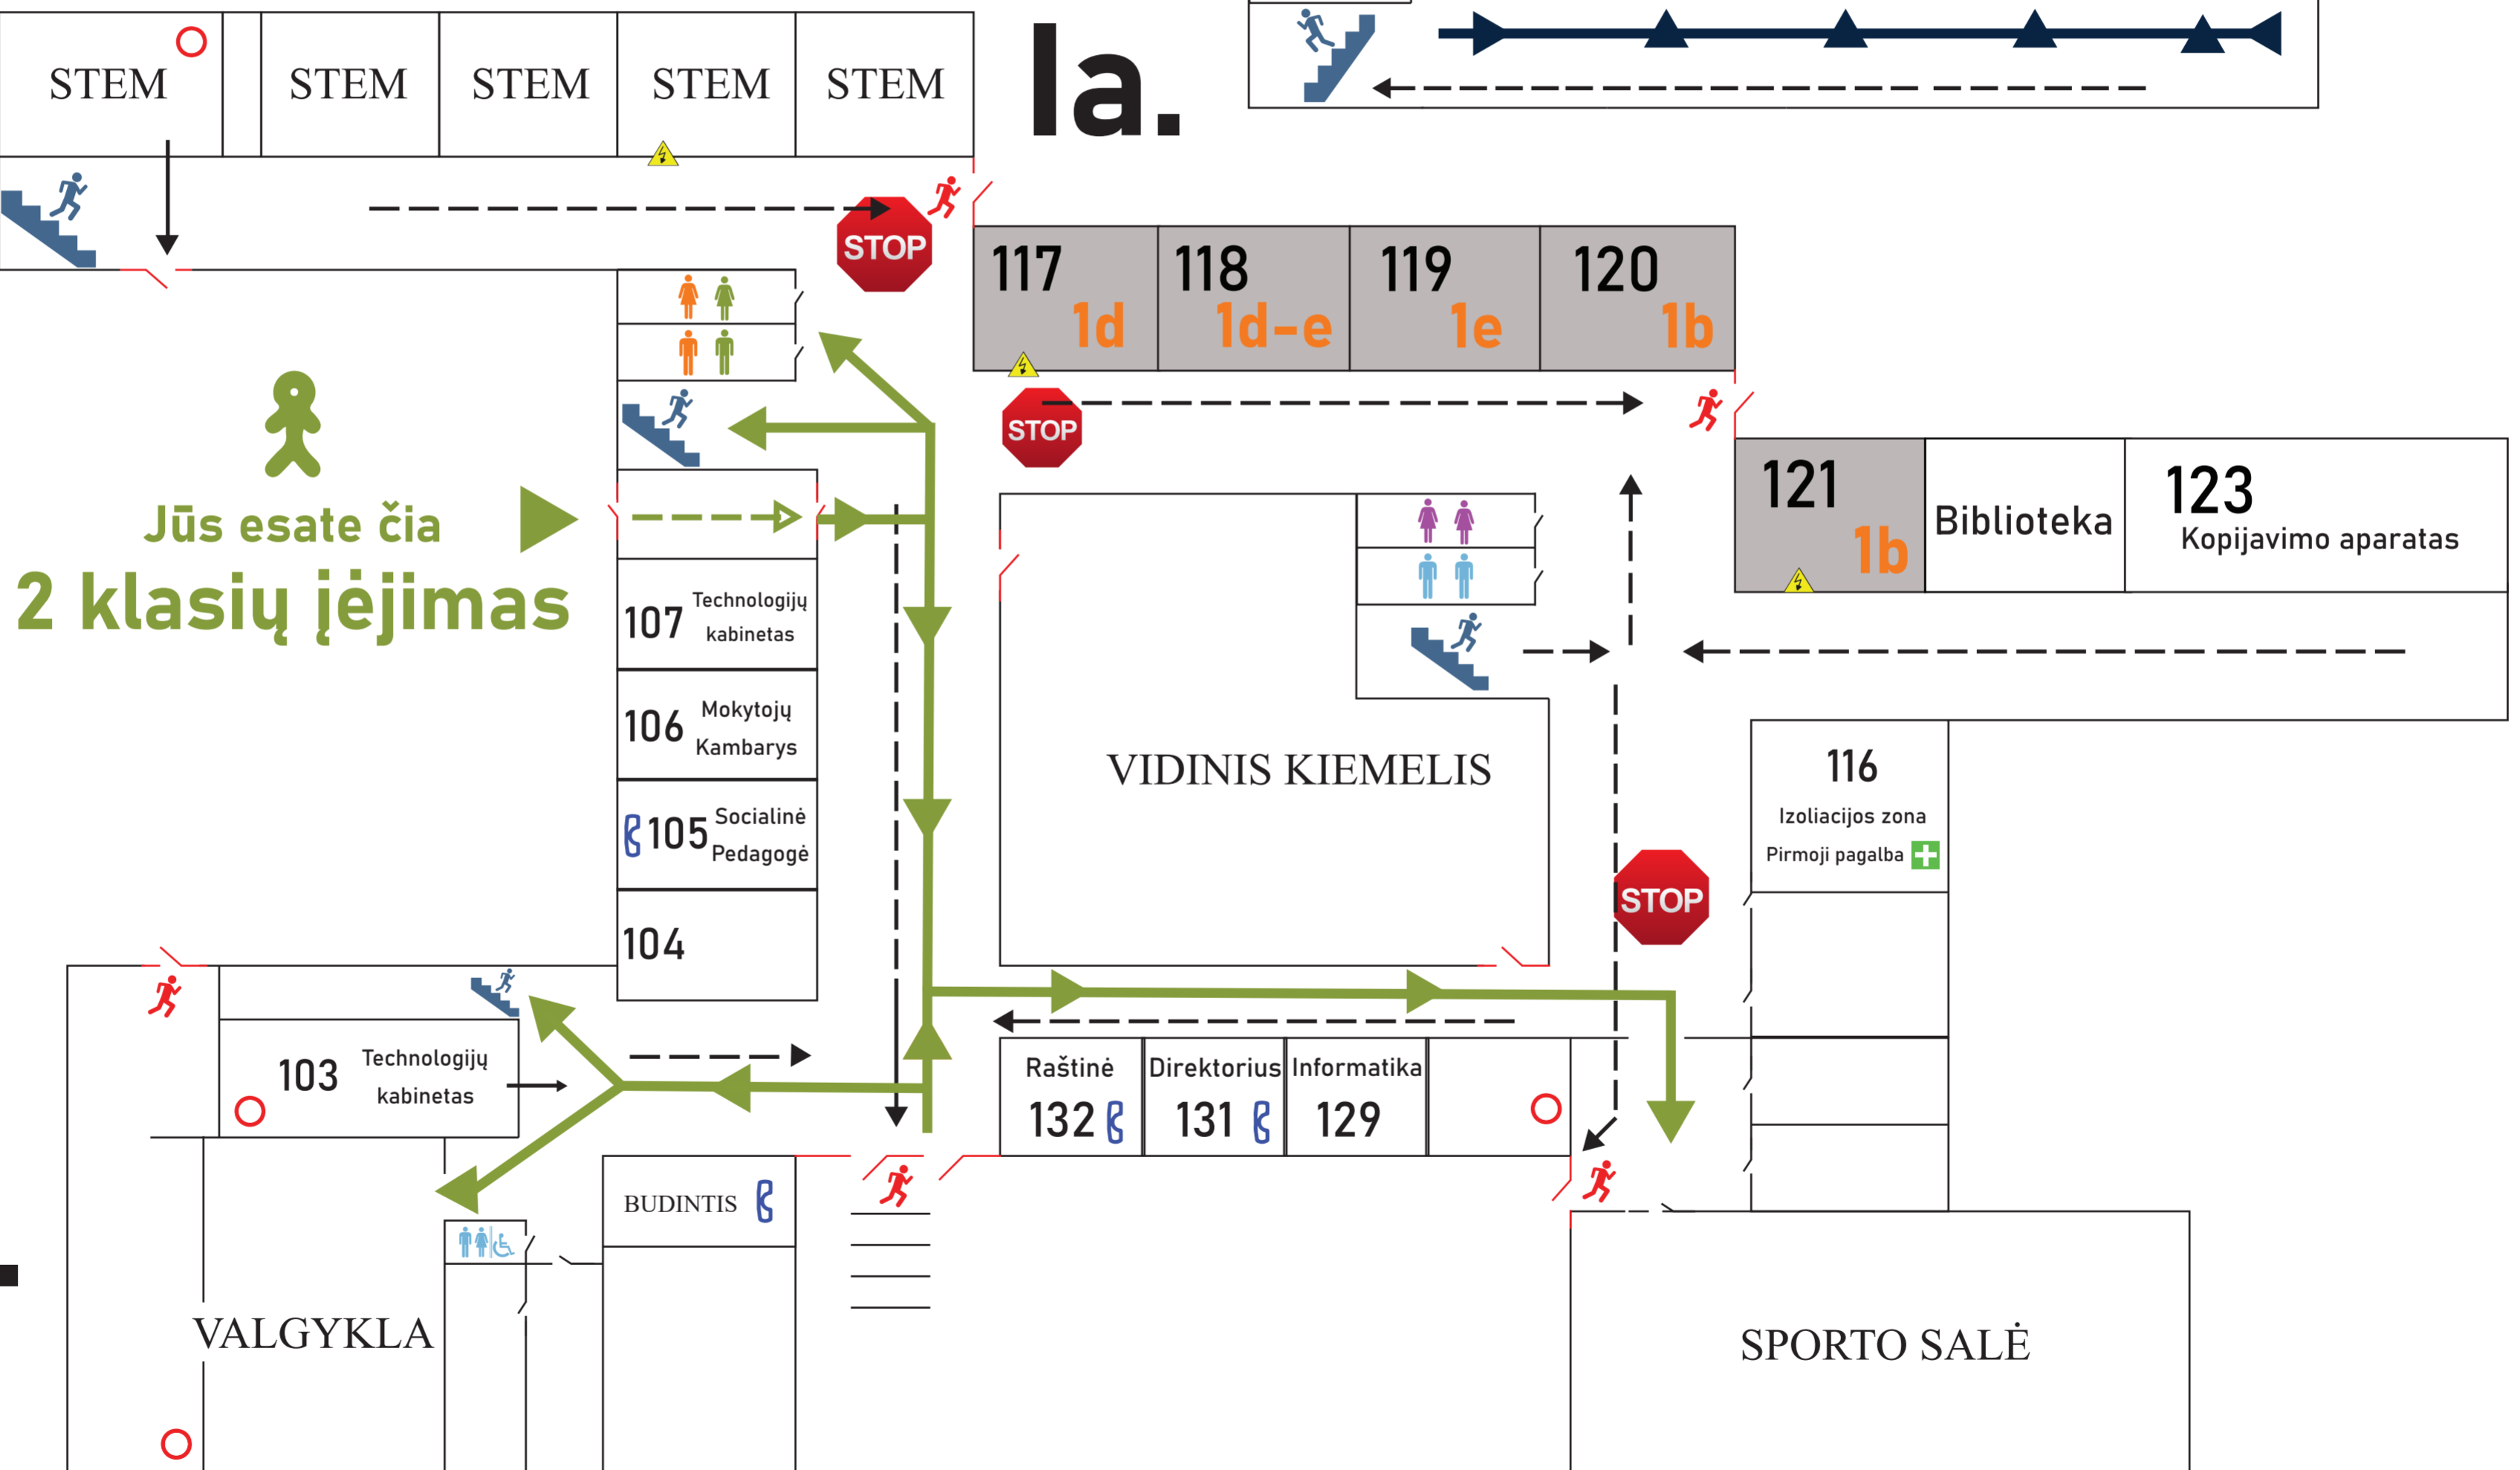 Ia.
STEM
STEM
STEM
STEM
STEM
STOP
117
1d
118
1d-e
119
1e
120
1b
STOP
121
1b
Biblioteka
123
Kopijavimo aparatas
Jūs esate čia
2 klasių įėjimas
107 Technologijų
kabinetas
106 Mokytojų
Kambarys
105 Socialinė
Pedagogė
104
VIDINIS KIEMELIS
116
Izoliacijos zona
Pirmoji pagalba
STOP
103 Technologijų
kabinetas
Raštinė
132
Direktorius
131
Informatika
129
BUDINTIS
VALGYKLA
SPORTO SALĖ